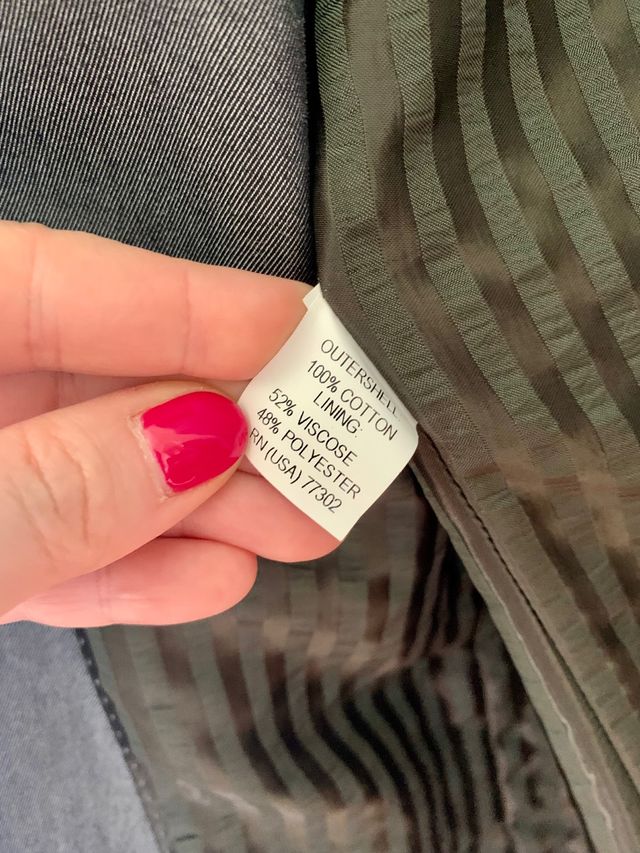 OUTERSHELL:
100% COTTON
LINING:
52% VISCOSE
48% POLYESTER
RN (USA) 77302